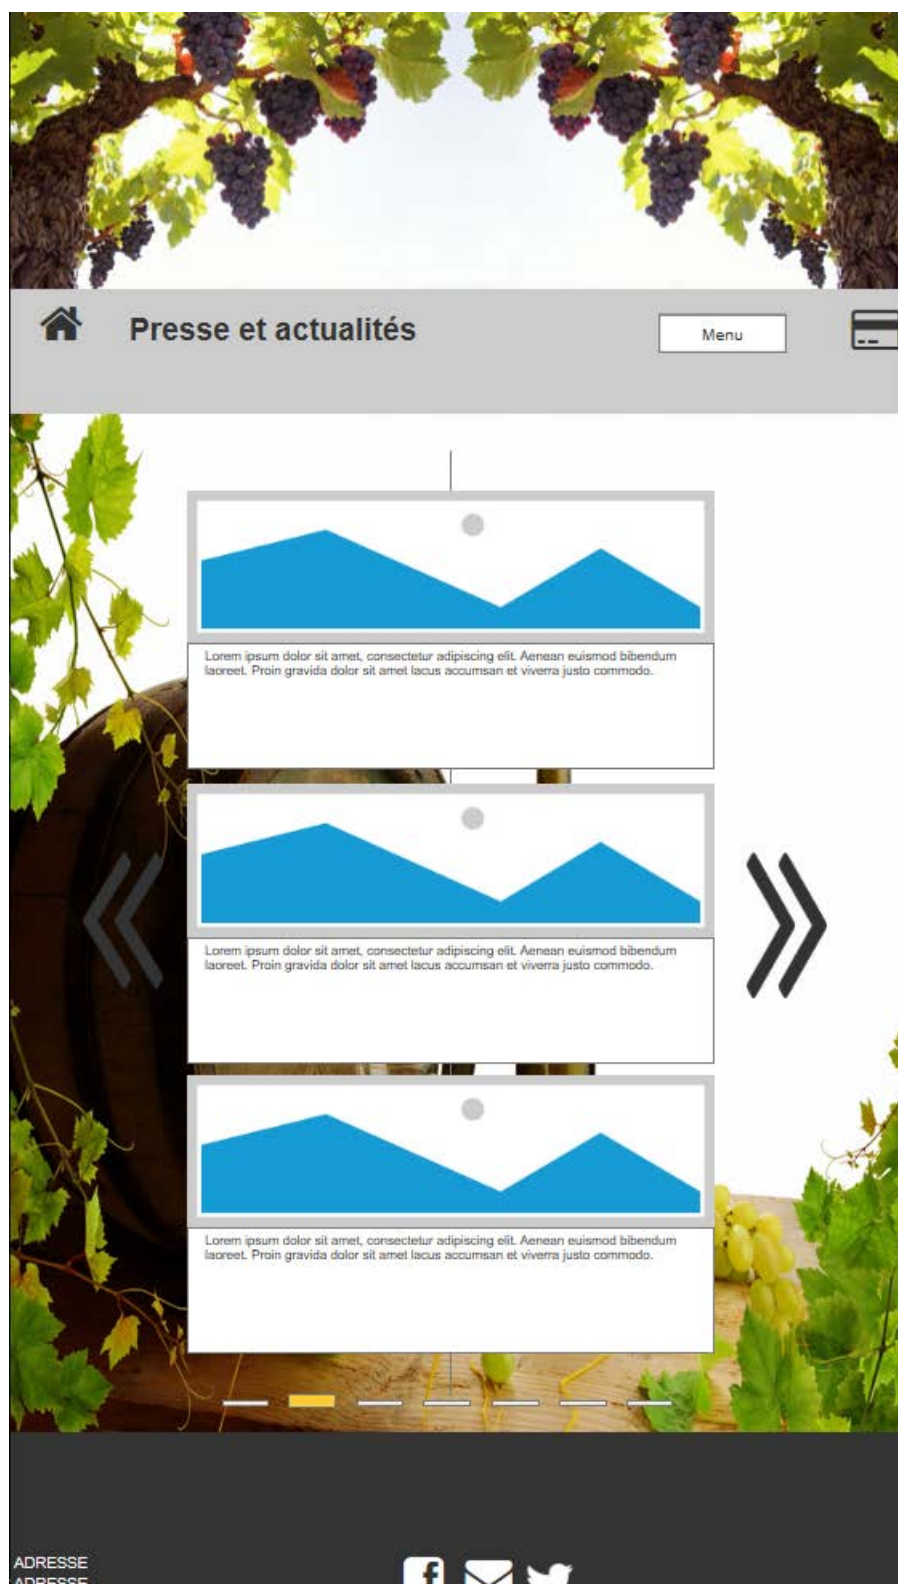 Presse et actualités
Menu
Lorem ipsum dolor sit amet, consectetur adipiscing elit. Aenean euismod bibendum
laoreet. Proin gravida dolor sit amet lacus accumsan et viverra justo commodo.
Lorem ipsum dolor sit amet, consectetur adipiscing elit. Aenean euismod bibendum
laoreet. Proin gravida dolor sit amet lacus accumsan et viverra justo commodo.
Lorem ipsum dolor sit amet, consectetur adipiscing elit. Aenean euismod bibendum
laoreet. Proin gravida dolor sit amet lacus accumsan et viverra justo commodo.
ADRESSE
ADRESSE